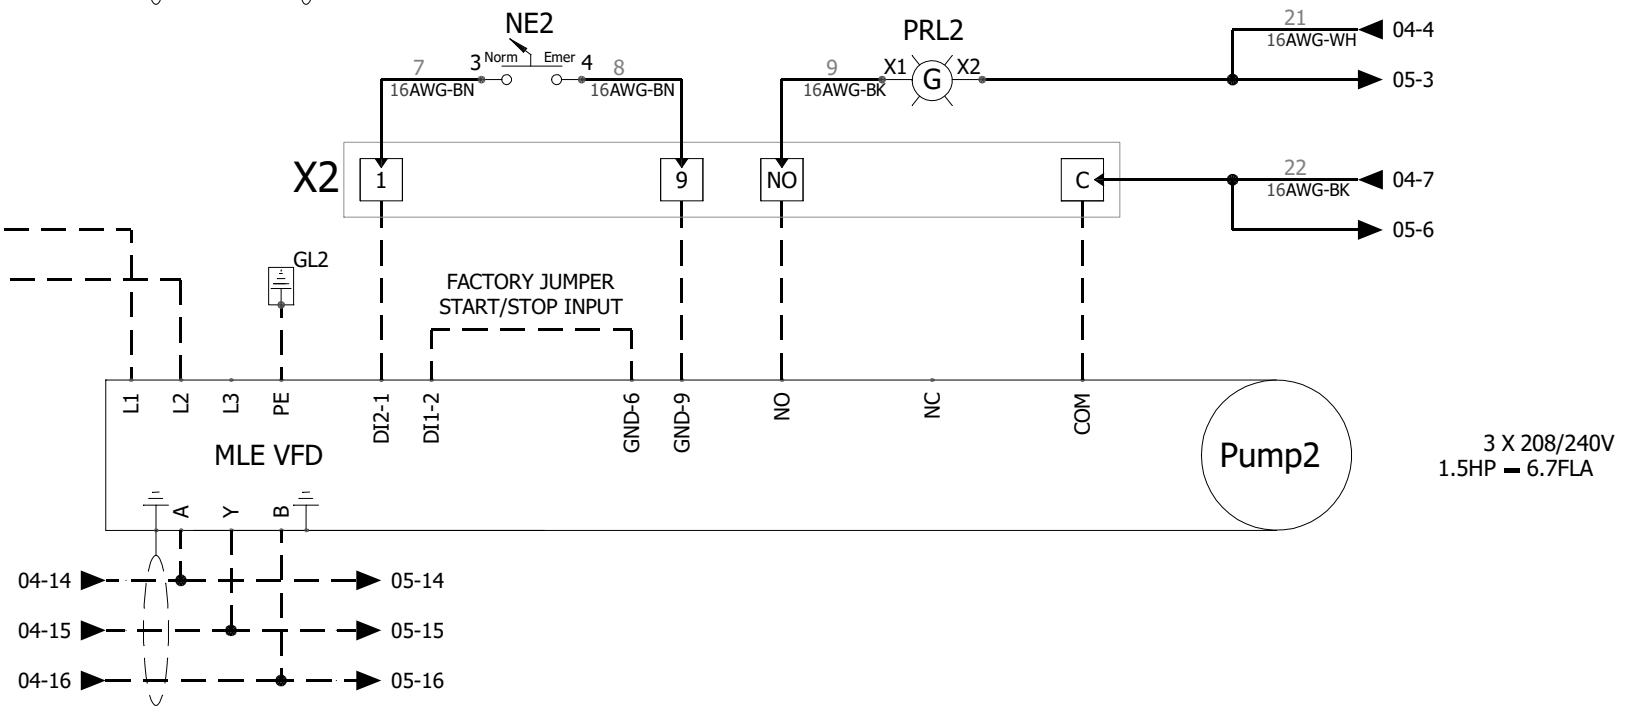 NE2
PRL2
21
16AWG-WH
04-4
05-3
7
16AWG-BN
3
Norm
Emer
4
8
16AWG-BN
9
16AWG-BK
X1
G
X2
X2
1
9
NO
C
22
16AWG-BK
04-7
05-6
GL2
FACTORY JUMPER
START/STOP INPUT
L1
L2
L3
PE
DI2-1
DI1-2
GND-6
GND-9
NO
NC
COM
MLE VFD
Pump2
3 X 208/240V
1.5HP = 6.7FLA
A
Y
B
04-14
05-14
04-15
05-15
04-16
05-16